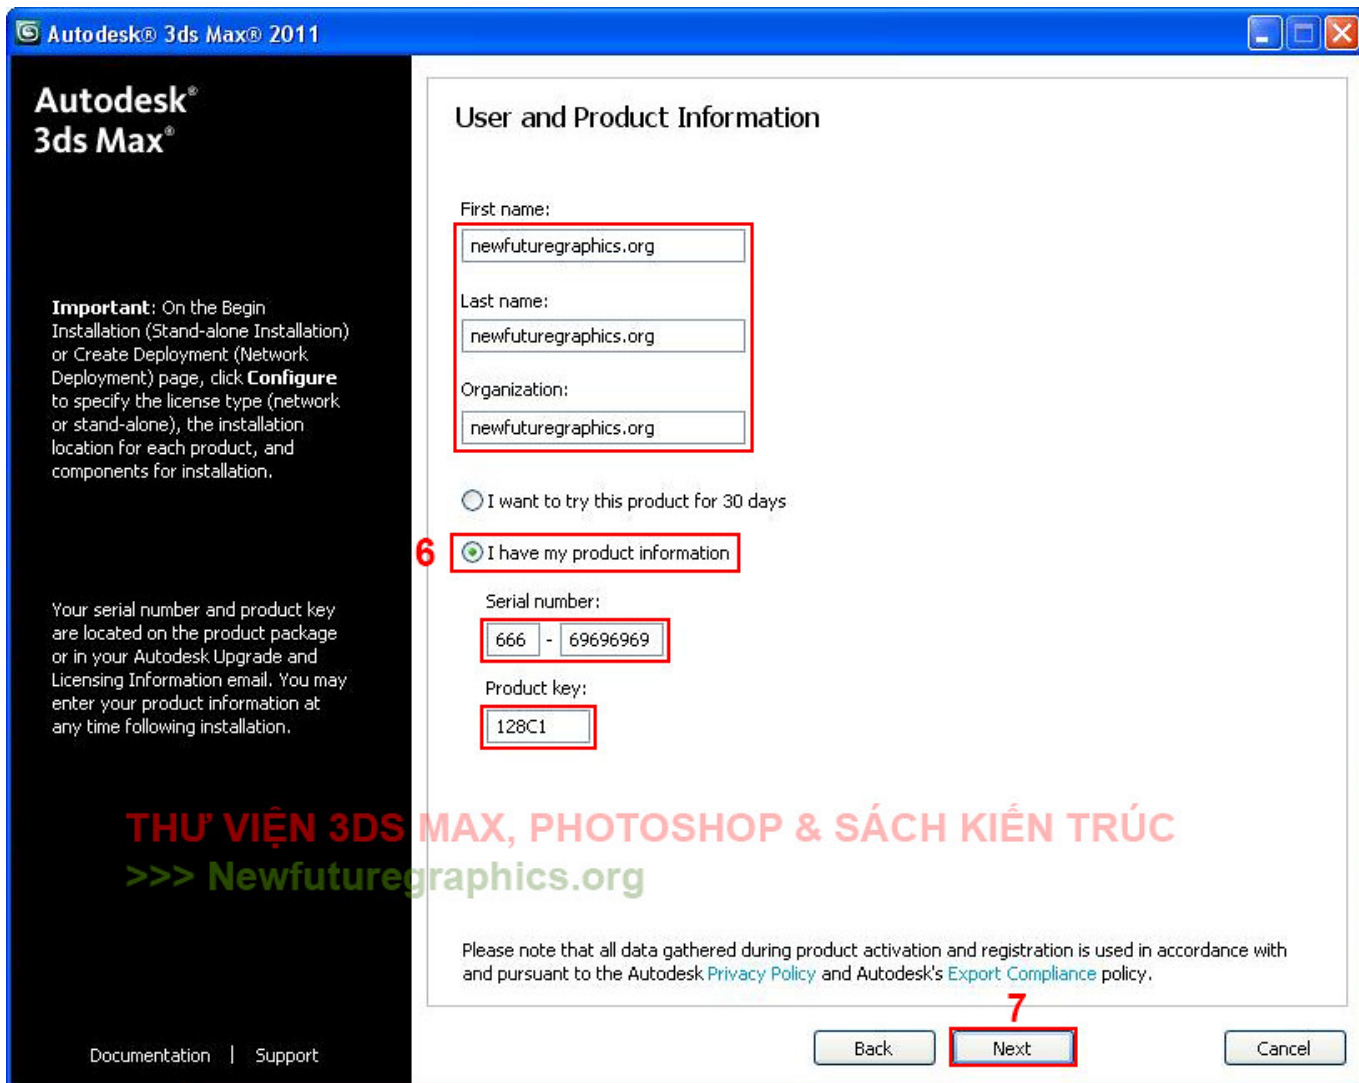 Autodesk® 3ds Max® 2011
Autodesk®
3ds Max®
Important: On the Begin
Installation (Stand-alone Installation)
or Create Deployment (Network
Deployment) page, click Configure
to specify the license type (network
or stand-alone), the installation
location for each product, and
components for installation.
Your serial number and product key
are located on the product package
or in your Autodesk Upgrade and
Licensing Information email. You may
enter your product information at
any time following installation.
Documentation | Support
User and Product Information
First name:
newfuturegraphics.org
Last name:
newfuturegraphics.org
Organization:
newfuturegraphics.org
I want to try this product for 30 days
6 I have my product information
Serial number:
666 - 69696969
Product key:
128C1
THƯ VIỆN 3DS MAX, PHOTOSHOP & SÁCH KIẾN TRÚC
>>> Newfuturegraphics.org
Please note that all data gathered during product activation and registration is used in accordance with
and pursuant to the Autodesk Privacy Policy and Autodesk's Export Compliance policy.
7
Back Next Cancel